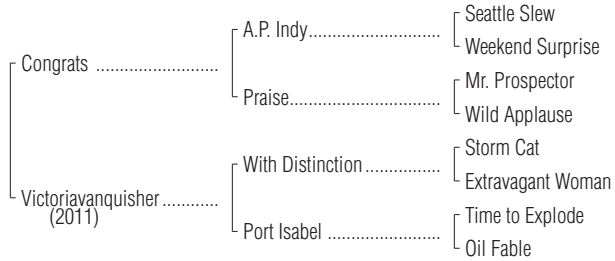 Seattle Slew
A.P. Indy
Weekend Surprise
Congrats
Mr. Prospector
Praise
Wild Applause
Storm Cat
With Distinction
Extravagant Woman
Victoriavanquisher
(2011)
Time to Explode
Port Isabel
Oil Fable